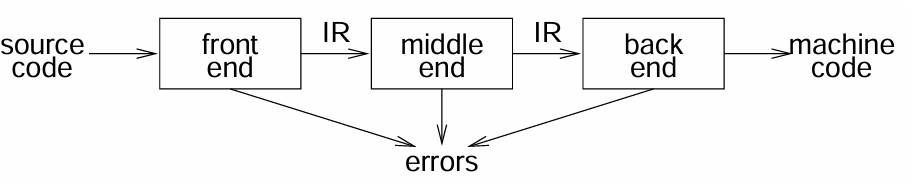 source
code
front
end
IR
middle
end
IR
back
end
machine
code
errors